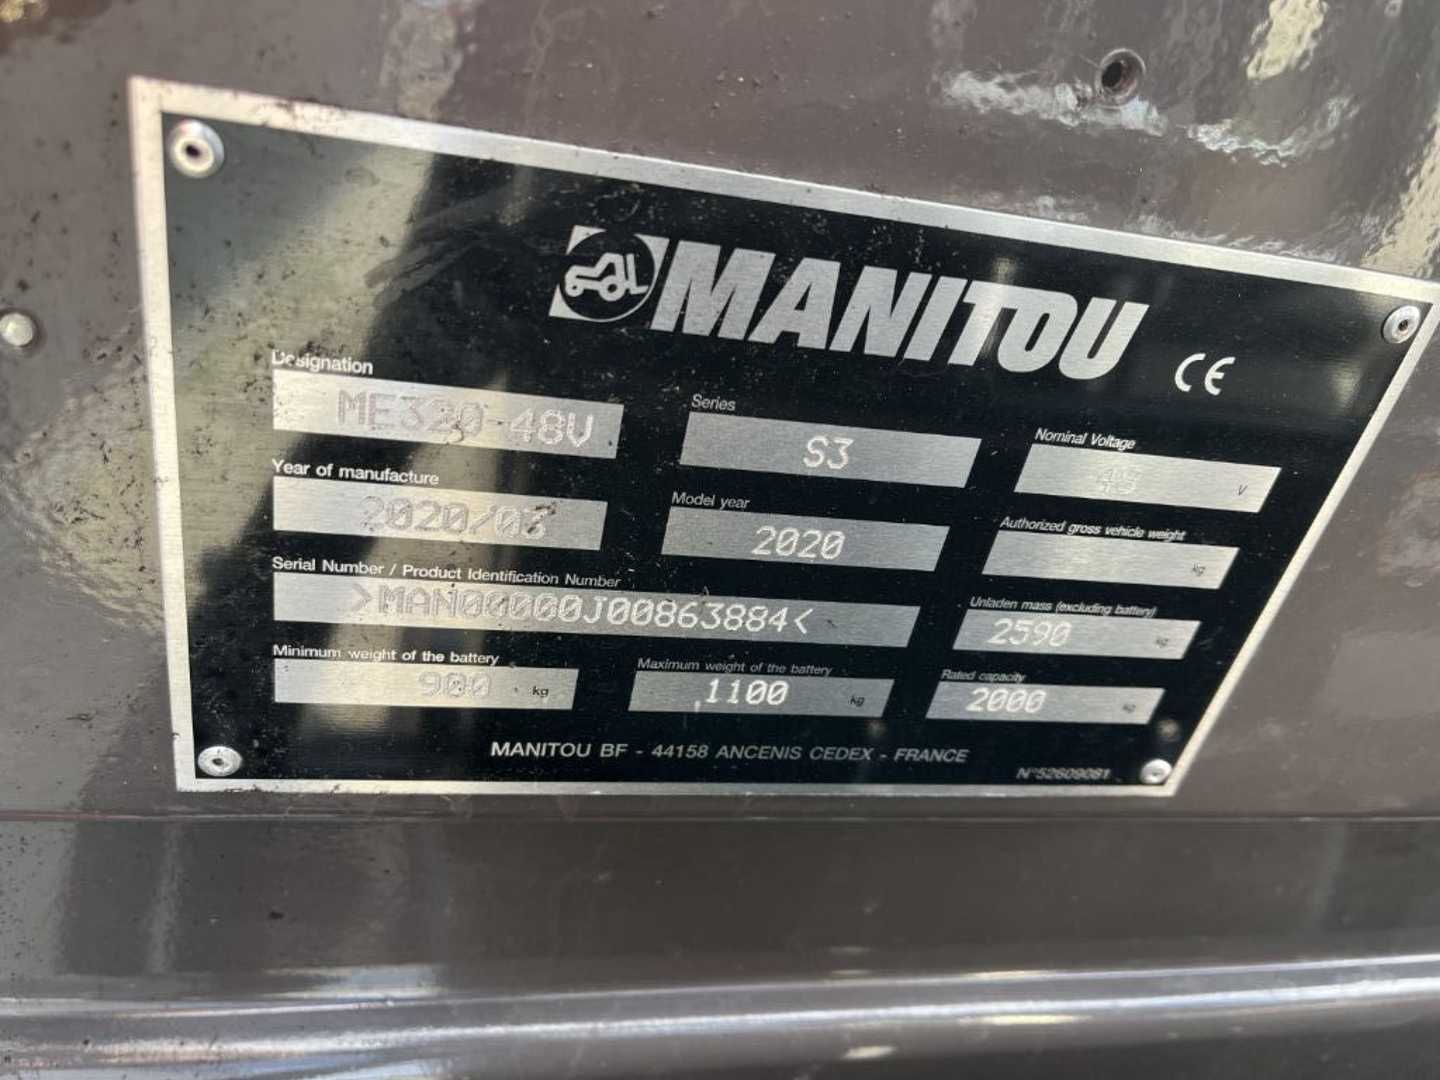 MANITOU
CE
Designation
ME320-48V
Series
S3
Nominal Voltage
V
Year of manufacture
Model year
2020
Authorized gross vehicle weight
kg
Serial Number / Product Identification Number
>MAN00000J00863884<
Unladen mass (excluding battery)
2590 kg
Minimum weight of the battery
900 kg
Maximum weight of the battery
1100 kg
Rated capacity
2000 kg
MANITOU BF - 44158 ANCENIS CEDEX - FRANCE
N°52609081